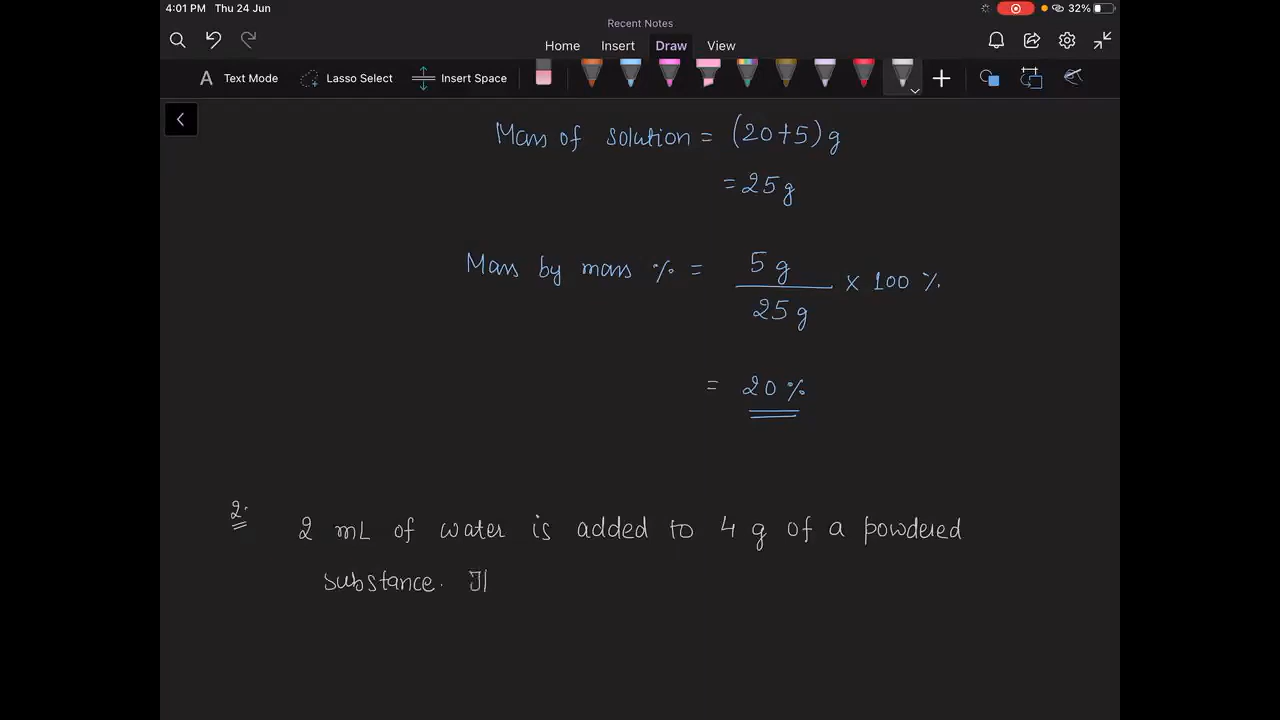 4:01 PM Thu 24 Jun
32%
Recent Notes
Home Insert Draw View
Text Mode Lasso Select Insert Space
Mass of solution = (20+5) g
= 25 g
Mass by mass % = 5 g / 25 g × 100 %
= 20 %
2.
2 mL of water is added to 4 g of a powdered
substance.